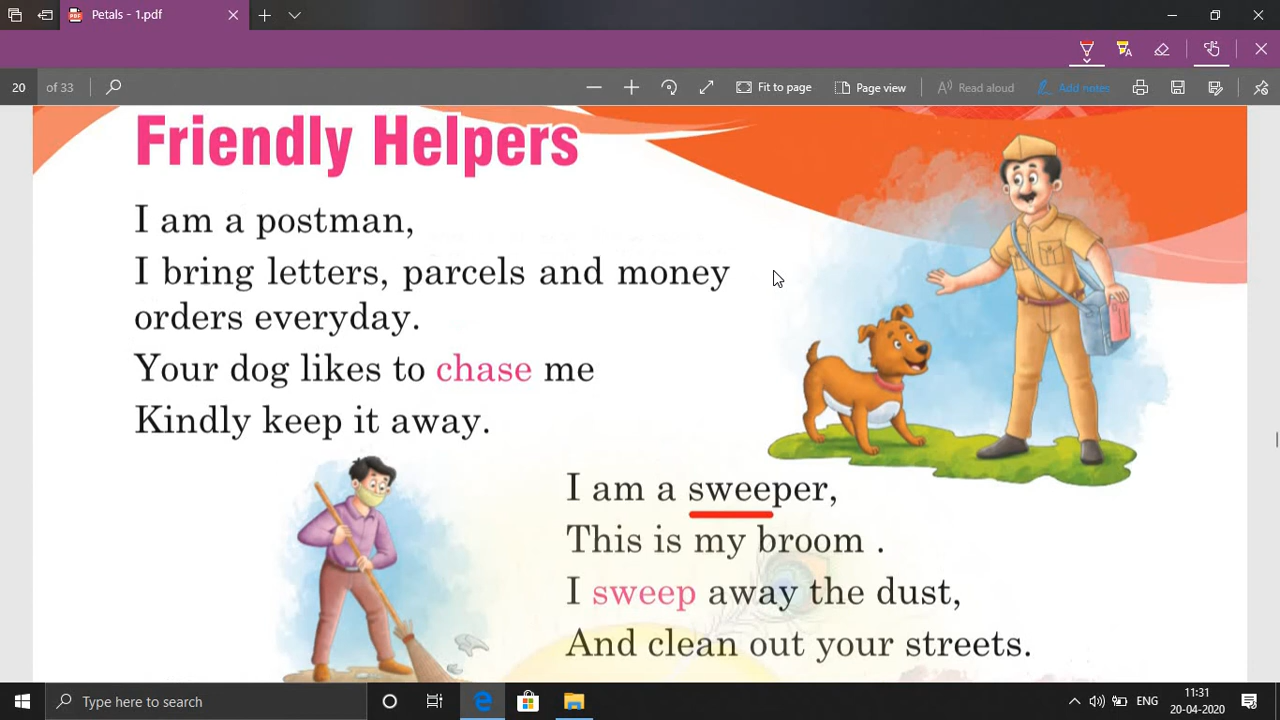 Petals - 1.pdf
20 of 33
Fit to page
Page view
Read aloud
Add notes
Friendly Helpers
I am a postman,
I bring letters, parcels and money
orders everyday.
Your dog likes to chase me
Kindly keep it away.
I am a sweeper,
This is my broom .
I sweep away the dust,
And clean out your streets.
Type here to search
ENG
11:31
20-04-2020